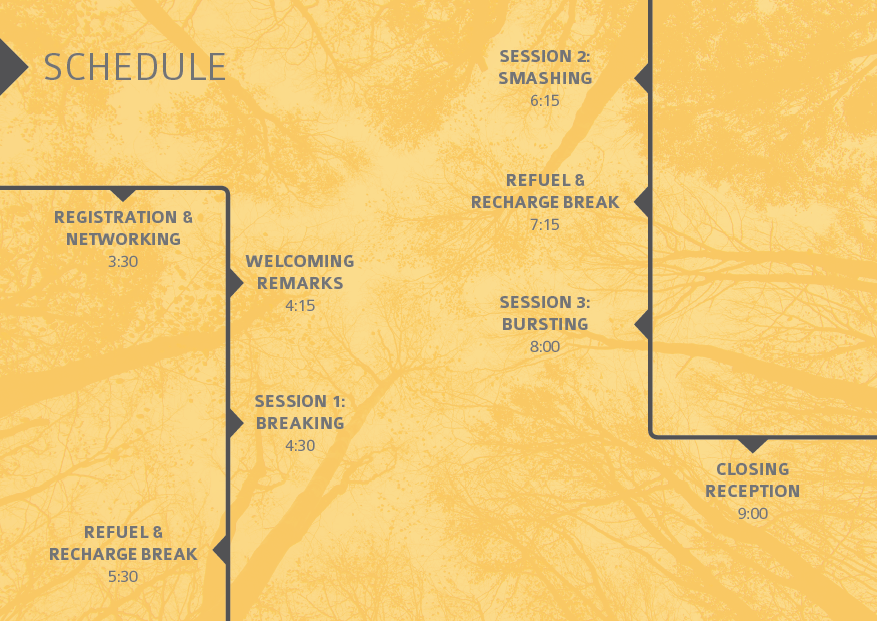 SCHEDULE
REGISTRATION &
NETWORKING
3:30
WELCOMING
REMARKS
4:15
SESSION 1:
BREAKING
4:30
REFUEL &
RECHARGE BREAK
5:30
SESSION 2:
SMASHING
6:15
REFUEL &
RECHARGE BREAK
7:15
SESSION 3:
BURSTING
8:00
CLOSING
RECEPTION
9:00